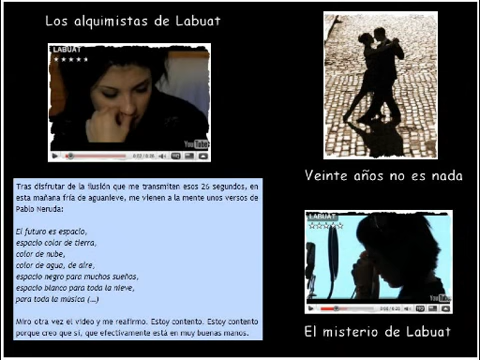 Los alquimistas de Labuat
LABUAT
YouTube
Tras disfrutar de la ilusión que me transmiten esos 26 segundos, en
esta mañana fría de aguanieve, me vienen a la mente unos versos de
Pablo Neruda:
El futuro es espacio,
espacio color de tierra,
color de nube,
color de agua, de aire,
espacio negro para muchos sueños,
espacio blanco para toda la nieve,
para toda la música (...)
Miro otra vez el video y me reafirmo. Estoy contento. Estoy contento
porque creo que sí, que efectivamente está en muy buenas manos.
Veinte años no es nada
LABUAT
YouTube
El misterio de Labuat